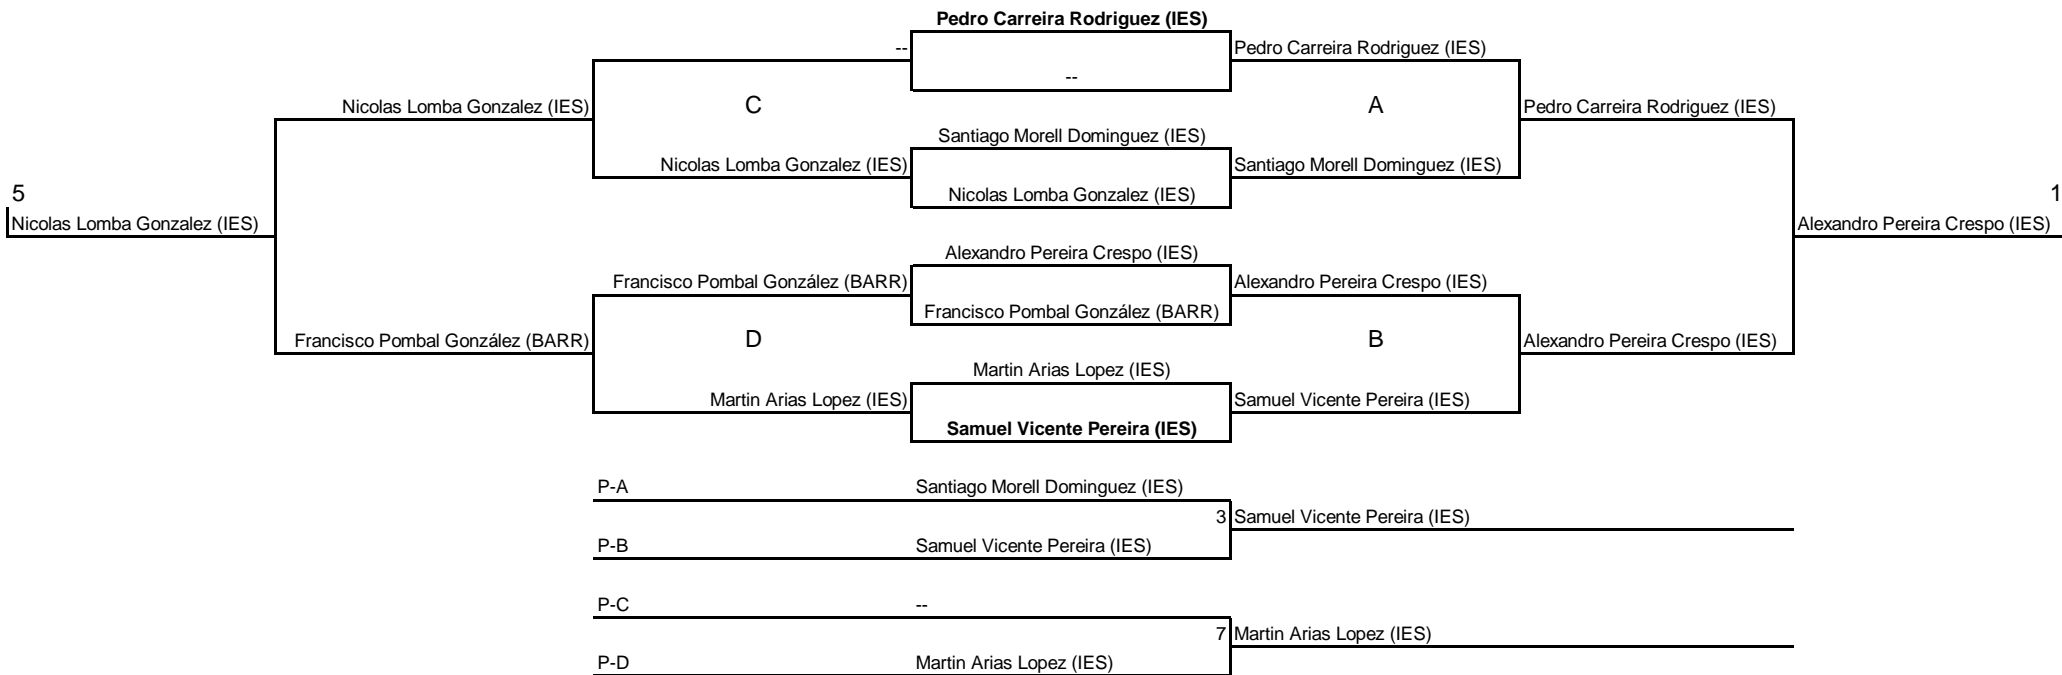 Pedro Carreira Rodriguez (IES)
-- Pedro Carreira Rodriguez (IES)
--
Nicolas Lomba Gonzalez (IES) C A Pedro Carreira Rodriguez (IES)
Santiago Morell Dominguez (IES)
Nicolas Lomba Gonzalez (IES) Santiago Morell Dominguez (IES)
5 Nicolas Lomba Gonzalez (IES) 1
Nicolas Lomba Gonzalez (IES) Alexandro Pereira Crespo (IES)
Alexandro Pereira Crespo (IES)
Francisco Pombal González (BARR) Alexandro Pereira Crespo (IES)
Francisco Pombal González (BARR)
Francisco Pombal González (BARR) D B Alexandro Pereira Crespo (IES)
Martin Arias Lopez (IES)
Martin Arias Lopez (IES) Samuel Vicente Pereira (IES)
Samuel Vicente Pereira (IES)
P-A Santiago Morell Dominguez (IES)
3 Samuel Vicente Pereira (IES)
P-B Samuel Vicente Pereira (IES)
P-C --
7 Martin Arias Lopez (IES)
P-D Martin Arias Lopez (IES)